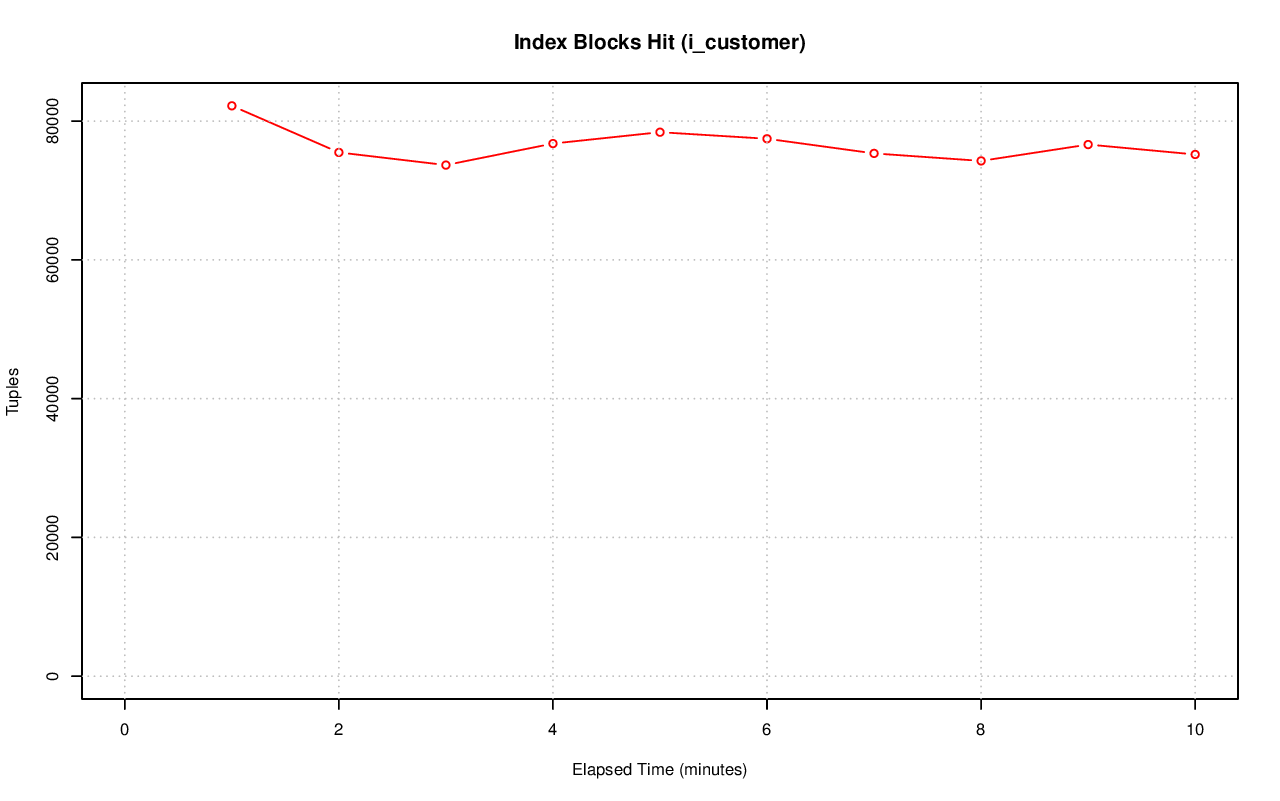 Index Blocks Hit (i_customer)
Tuples
80000
60000
40000
20000
0
0 2 4 6 8 10
Elapsed Time (minutes)